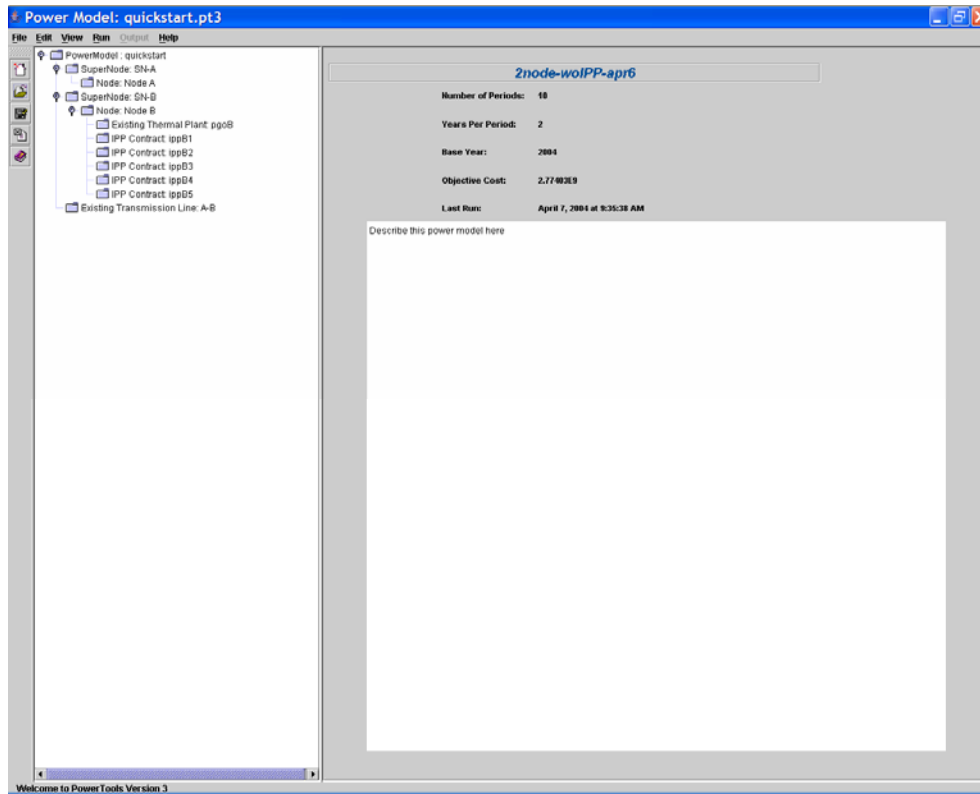 Power Model: quickstart.pt3
File Edit View Run Output Help
PowerModel : quickstart
SuperNode: SN-A
Node: Node A
SuperNode: SN-B
Node: Node B
Existing Thermal Plant: pgoB
IPP Contract: ippB1
IPP Contract: ippB2
IPP Contract: ippB3
IPP Contract: ippB4
IPP Contract: ippB5
Existing Transmission Line: A-B
2node-woIPP-apr6
Number of Periods: 10
Years Per Period: 2
Base Year: 2004
Objective Cost: 2.77403E9
Last Run: April 7, 2004 at 9:35:38 AM
Describe this power model here
Welcome to PowerTools Version 3